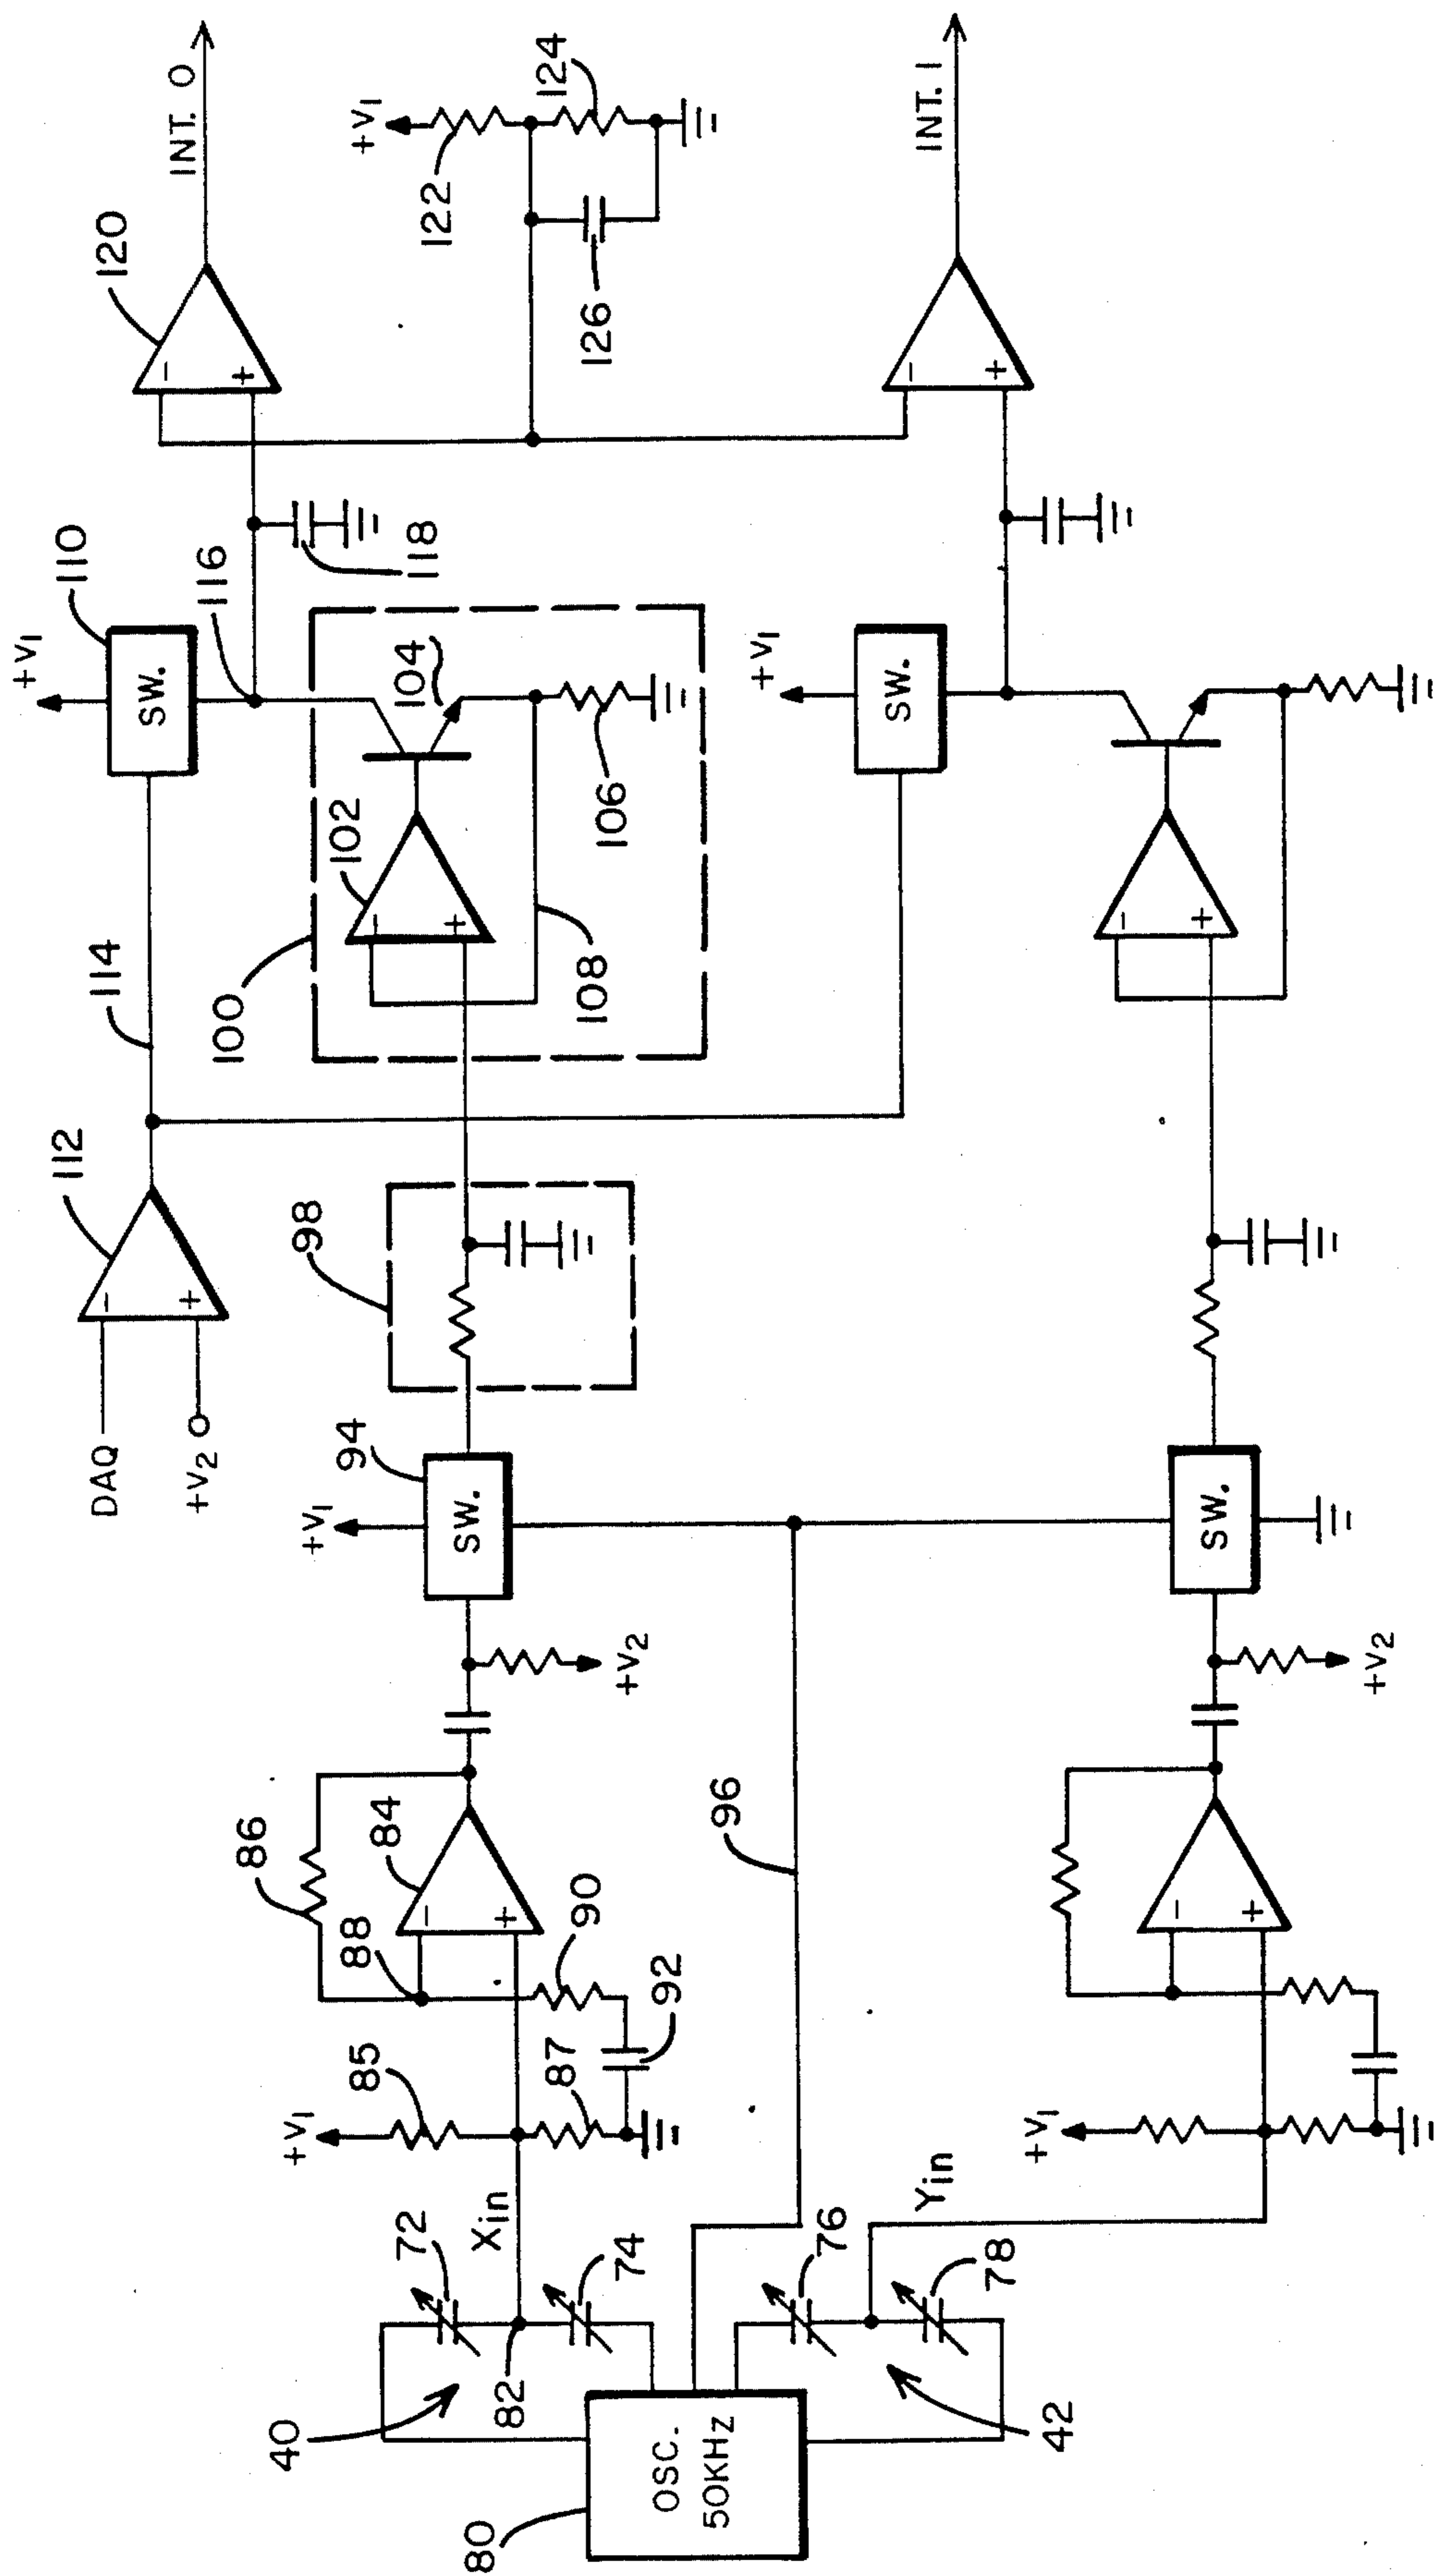 INT. 0
120
+V1
124
122
126
INT. 1
-
+
-
+
+V1
110
SW.
116
118
104
102
-
+
106
108
100
114
+V1
SW.
-
+
112
-
+
DAQ
+V2
98
94
+V1
SW.
SW.
+V2
+V2
96
86
84
88
-
+
90
92
85
87
+V1
-
+
+V1
Xin
Yin
72
74
76
78
82
40
42
OSC.
50KHz
80